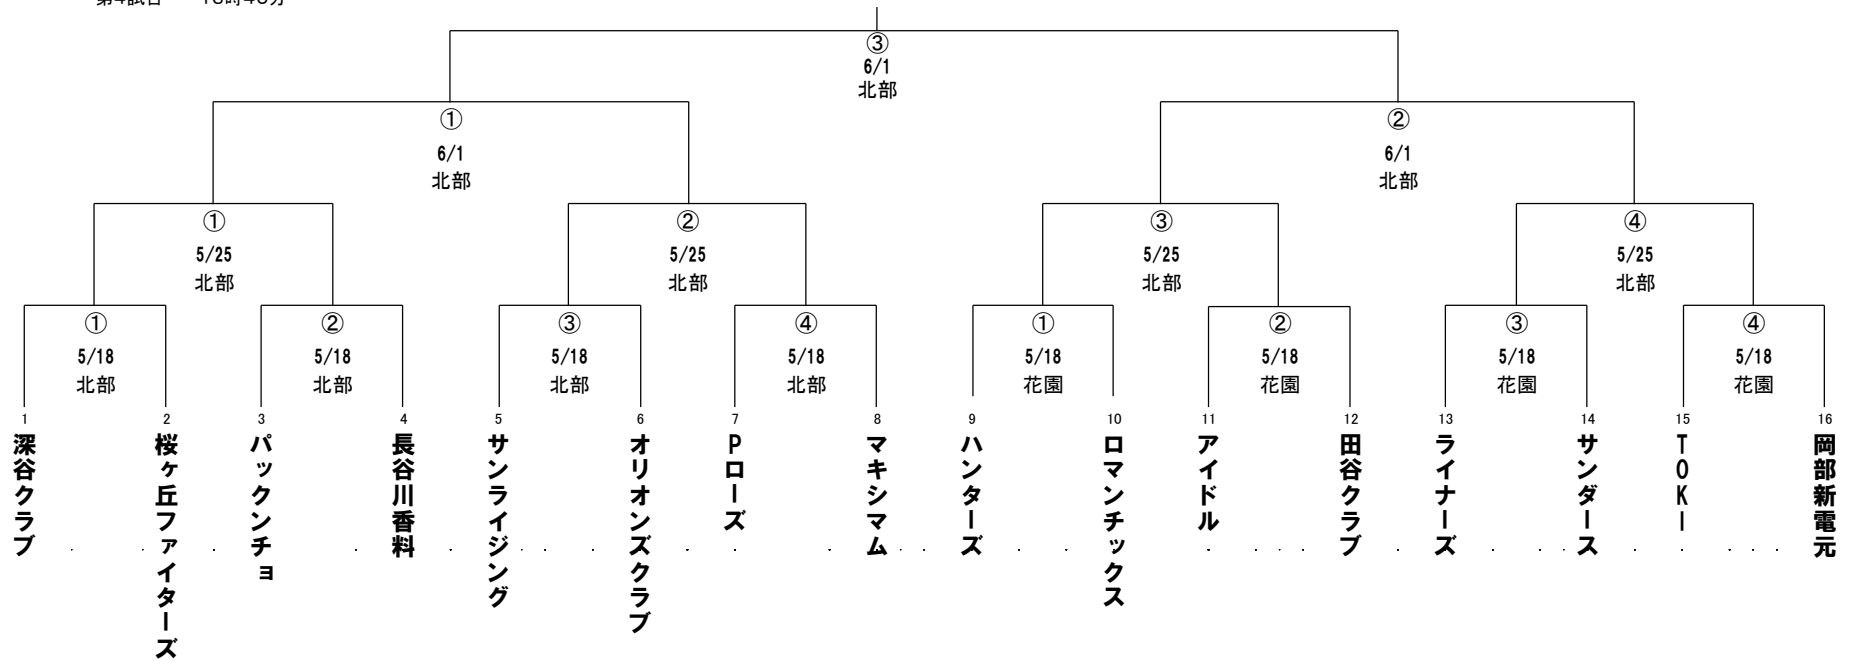 ③
6/1
北部
① ②
6/1 6/1
北部 北部
① ② ③ ④
5/25 5/25 5/25 5/25
北部 北部 北部 北部
① ② ③ ④ ① ② ③ ④
5/18 5/18 5/18 5/18 5/18 5/18 5/18 5/18
北部 北部 北部 北部 花園 花園 花園 花園
1 2 3 4 5 6 7 8 9 10 11 12 13 14 15 16
深谷クラブ
桜ヶ丘ファイターズ
パックンチョ
長谷川香料
サンライジング
オリオンズクラブ
Pローズ
マキシマム
ハンターズ
ロマンチックス
アイドル
田谷クラブ
ライナーズ
サンダース
TOKI
岡部新電元